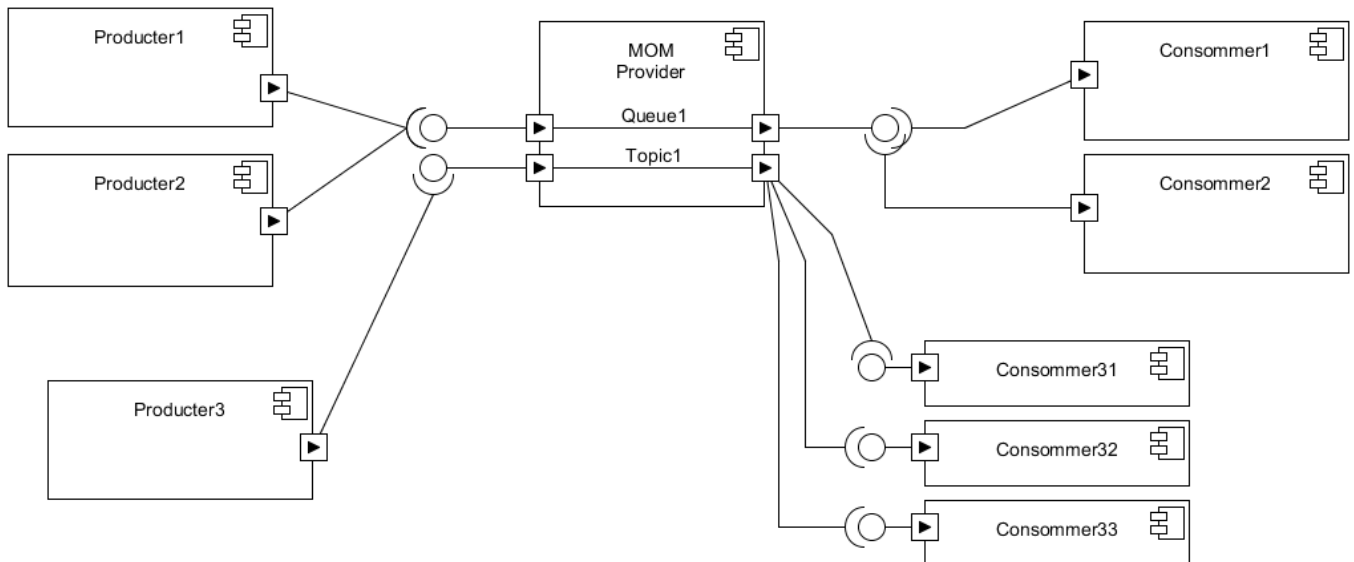 Producter1
MOM
Provider
Consommer1
Queue1
Topic1
Producter2
Consommer2
Consommer31
Producter3
Consommer32
Consommer33